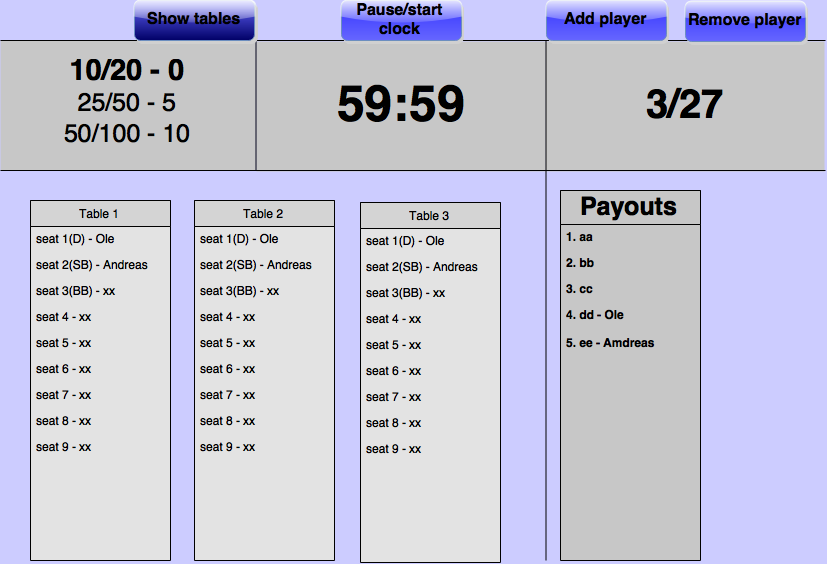 Show tables
Pause/start
clock
Add player
Remove player
10/20 - 0
25/50 - 5
50/100 - 10
59:59
3/27
Table 1
seat 1(D) - Ole
seat 2(SB) - Andreas
seat 3(BB) - xx
seat 4 - xx
seat 5 - xx
seat 6 - xx
seat 7 - xx
seat 8 - xx
seat 9 - xx
Table 2
seat 1(D) - Ole
seat 2(SB) - Andreas
seat 3(BB) - xx
seat 4 - xx
seat 5 - xx
seat 6 - xx
seat 7 - xx
seat 8 - xx
seat 9 - xx
Table 3
seat 1(D) - Ole
seat 2(SB) - Andreas
seat 3(BB) - xx
seat 4 - xx
seat 5 - xx
seat 6 - xx
seat 7 - xx
seat 8 - xx
seat 9 - xx
Payouts
1. aa
2. bb
3. cc
4. dd - Ole
5. ee - Amdreas